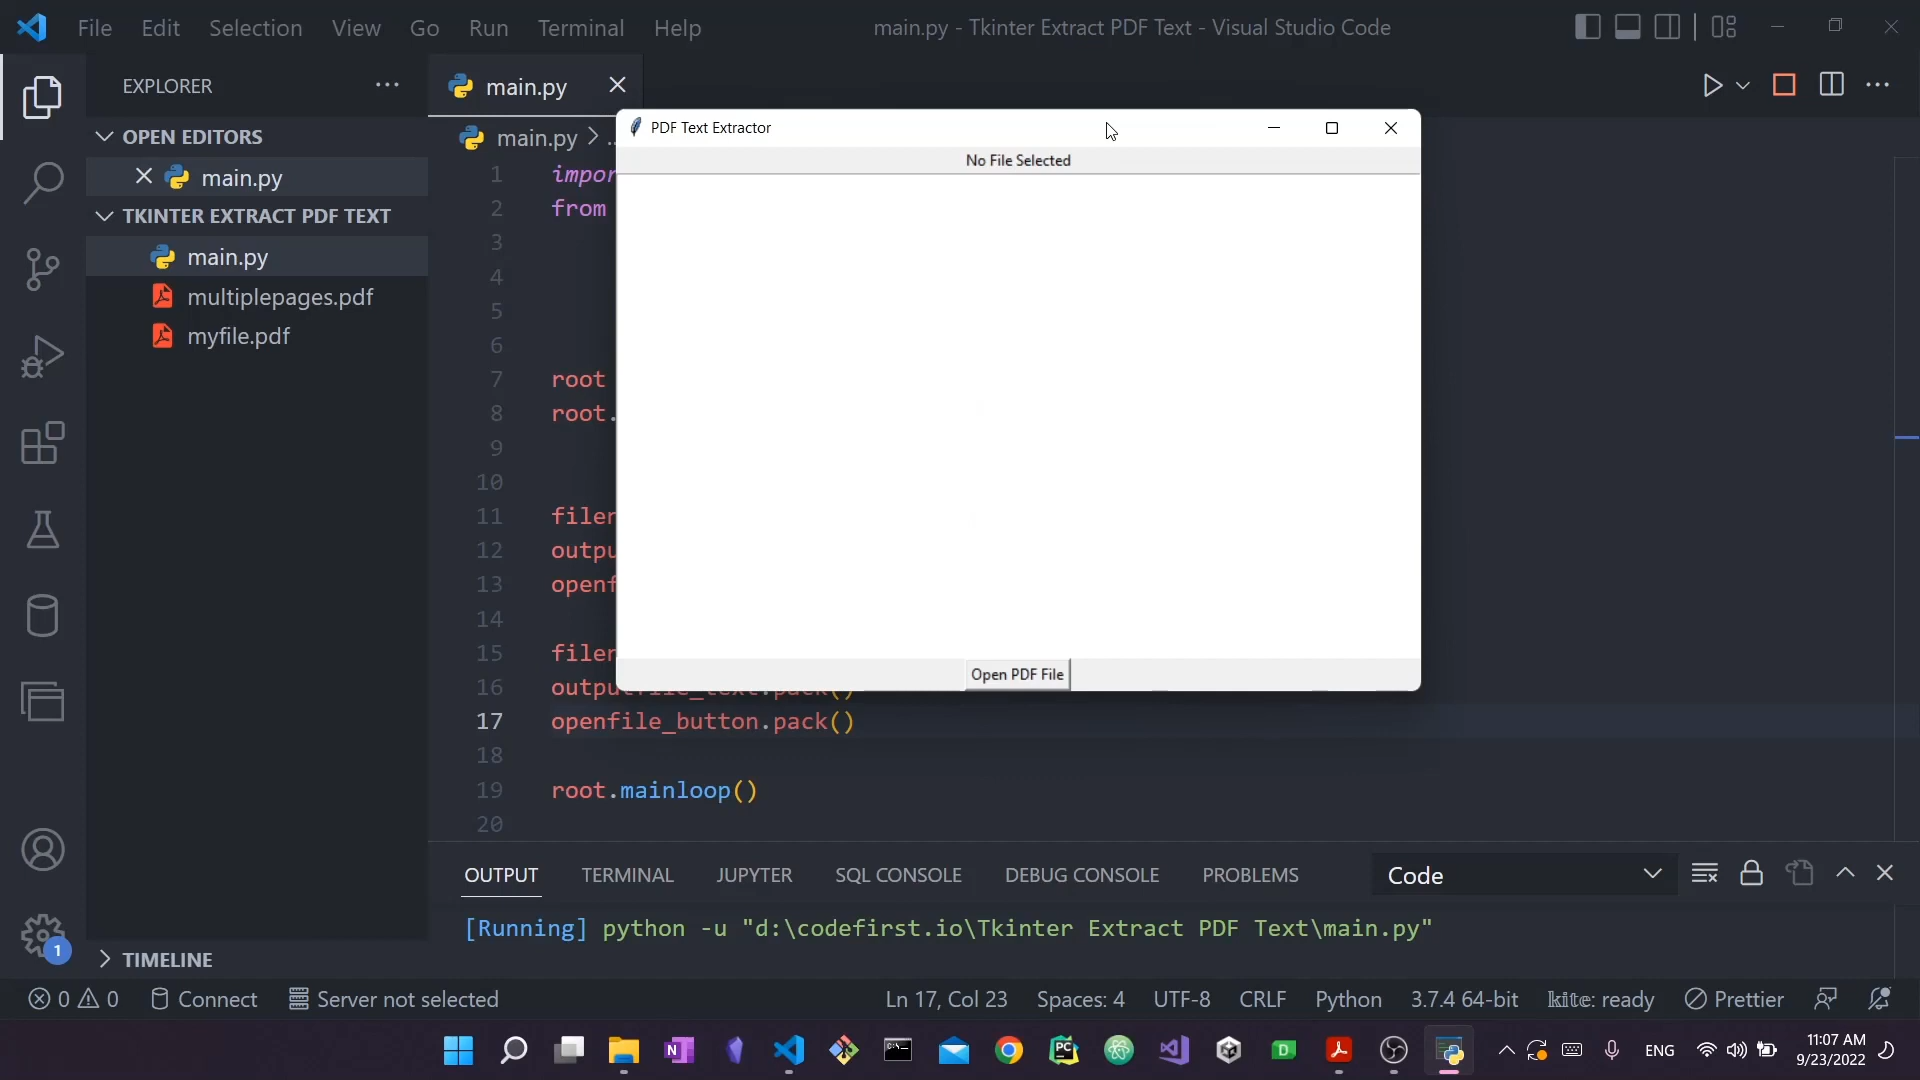 File Edit Selection View Go Run Terminal Help
main.py - Tkinter Extract PDF Text - Visual Studio Code
EXPLORER
OPEN EDITORS
main.py
TKINTER EXTRACT PDF TEXT
main.py
multiplepages.pdf
myfile.pdf
TIMELINE
main.py
main.py > ..
PDF Text Extractor
No File Selected
Open PDF File
1 impor
2 from
3
4
5
6
7 root
8 root.
9
10
11 filen
12 outpu
13 openf
14
15 filen
16 outputfile_text.pack()
17 openfile_button.pack()
18
19 root.mainloop()
20
OUTPUT TERMINAL JUPYTER SQL CONSOLE DEBUG CONSOLE PROBLEMS
Code
[Running] python -u "d:\codefirst.io\Tkinter Extract PDF Text\main.py"
1
0 0 Connect Server not selected
Ln 17, Col 23 Spaces: 4 UTF-8 CRLF Python 3.7.4 64-bit kite: ready Prettier
ENG
11:07 AM
9/23/2022